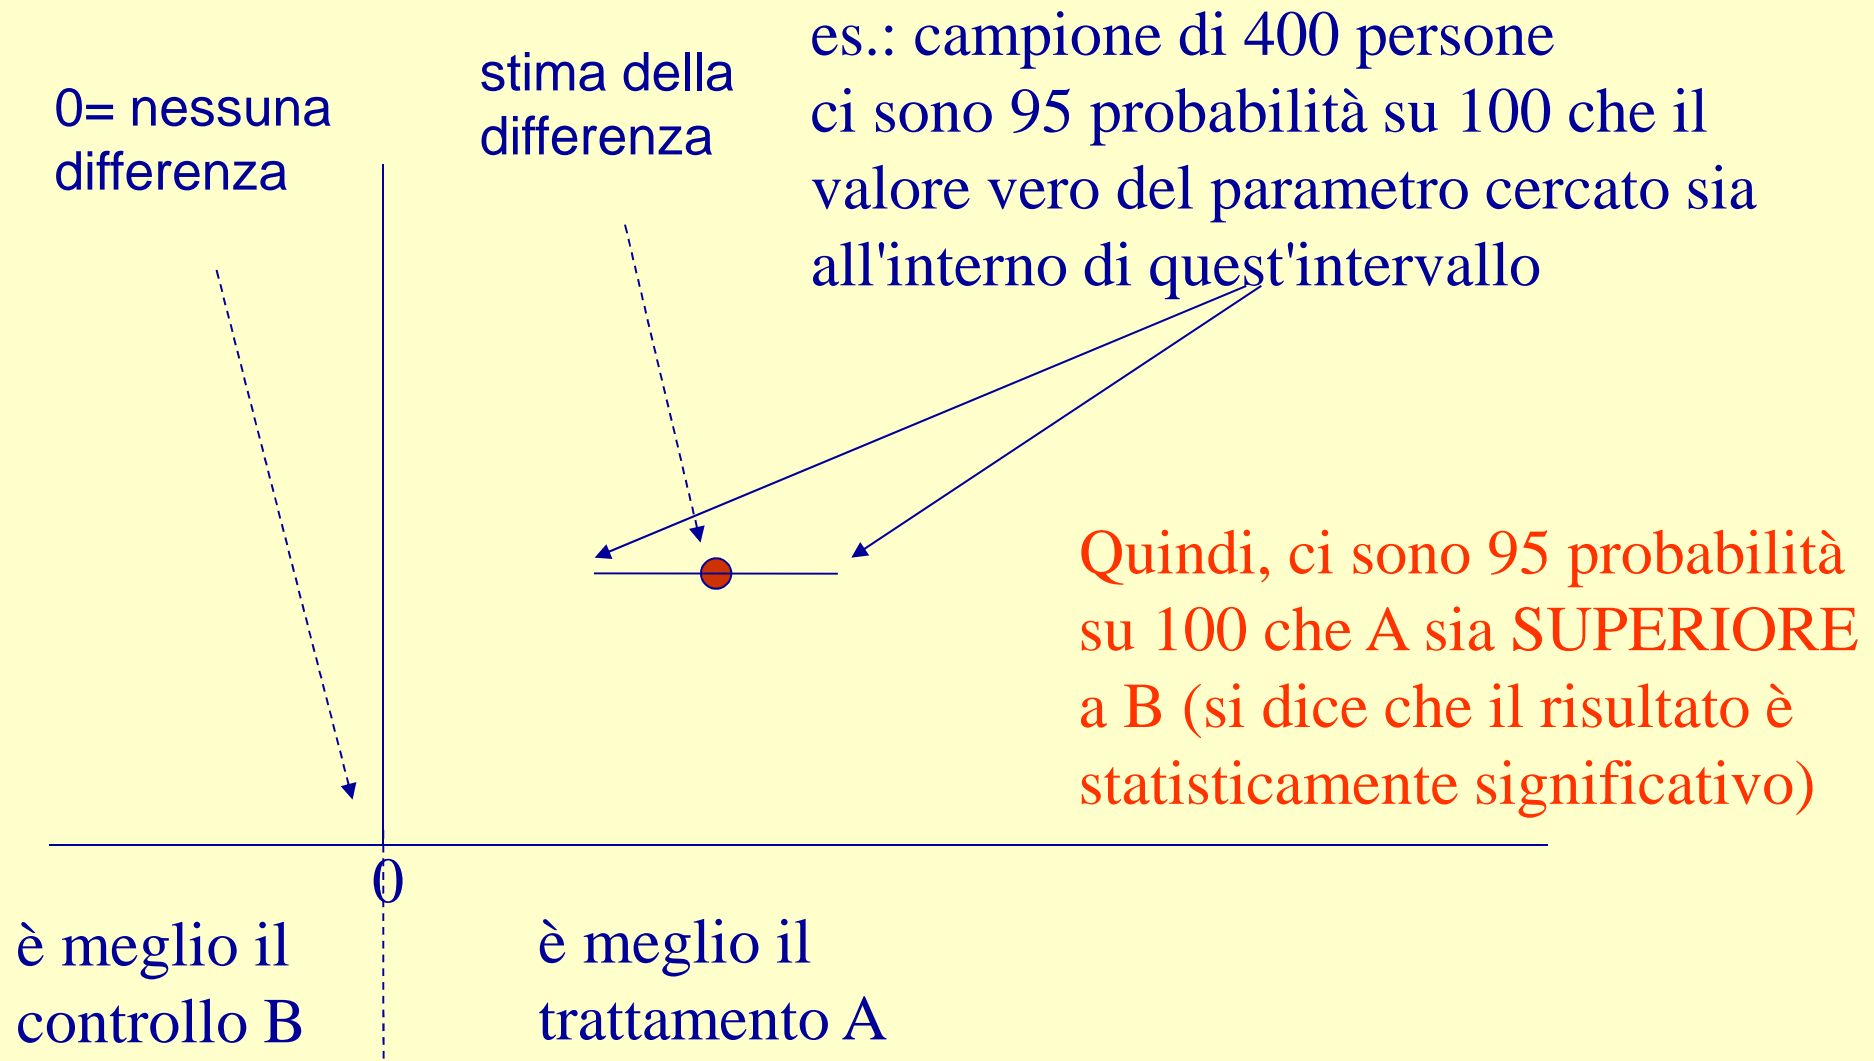 0= nessuna
differenza
stima della
differenza
es.: campione di 400 persone
ci sono 95 probabilità su 100 che il
valore vero del parametro cercato sia
all'interno di quest'intervallo
Quindi, ci sono 95 probabilità
su 100 che A sia SUPERIORE
a B (si dice che il risultato è
statisticamente significativo)
0
è meglio il
controllo B
è meglio il
trattamento A